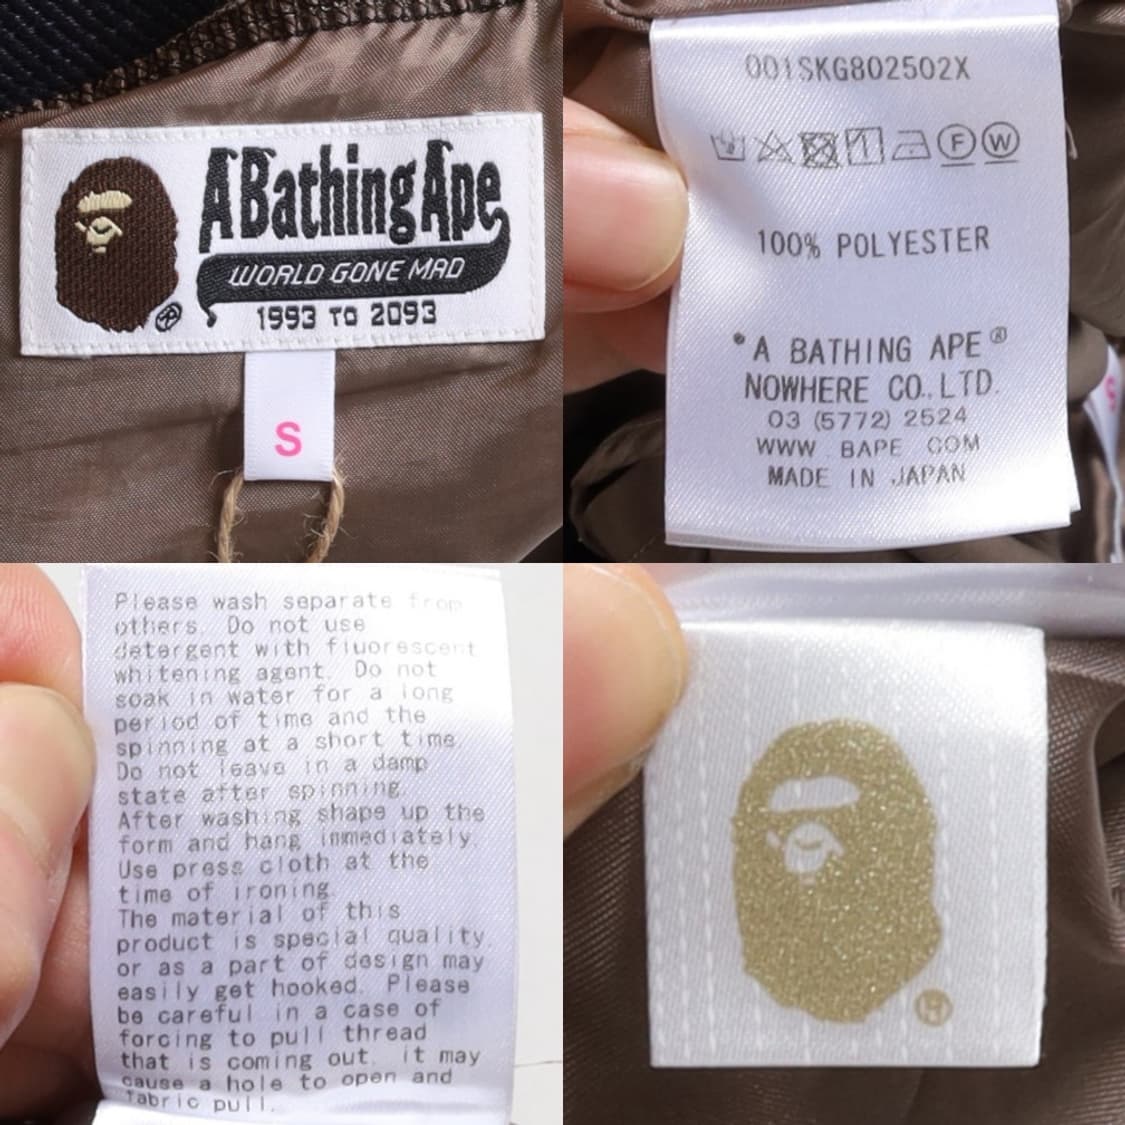 A Bathing Ape
WORLD GONE MAD
1993 TO 2093
S
001SKG802502X
F W
100% POLYESTER
A BATHING APE®
NOWHERE CO.,LTD.
03 (5772) 2524
WWW.BAPE.COM
MADE IN JAPAN
Please wash separate from
others. Do not use
detergent with fluorescent
whitening agent. Do not
soak in water for a long
period of time and the
spinning at a short time.
Do not leave in a damp
state after spinning.
After washing shape up the
form and hang immediately.
Use press cloth at the
time of ironing.
The material of this
product is special quality,
or as a part of design may
easily get hooked. Please
be careful in a case of
forcing to pull thread
that is coming out, it may
cause a hole to open and
fabric pull.